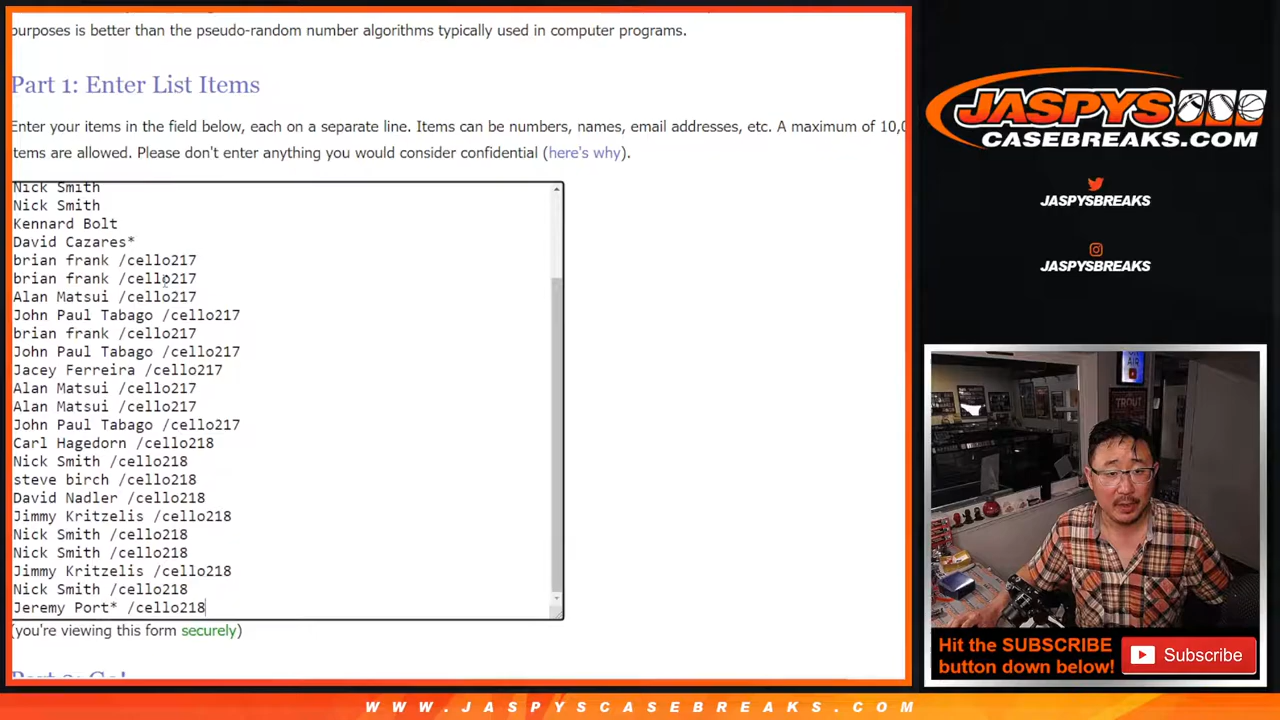 purposes is better than the pseudo-random number algorithms typically used in computer programs.
Part 1: Enter List Items
Enter your items in the field below, each on a separate line. Items can be numbers, names, email addresses, etc. A maximum of 10,0
items are allowed. Please don't enter anything you would consider confidential (here's why).
Nick Smith
Nick Smith
Kennard Bolt
David Cazares*
brian frank /cello217
brian frank /cello217
Alan Matsui /cello217
John Paul Tabago /cello217
brian frank /cello217
John Paul Tabago /cello217
Jacey Ferreira /cello217
Alan Matsui /cello217
Alan Matsui /cello217
John Paul Tabago /cello217
Carl Hagedorn /cello218
Nick Smith /cello218
steve birch /cello218
David Nadler /cello218
Jimmy Kritzelis /cello218
Nick Smith /cello218
Nick Smith /cello218
Jimmy Kritzelis /cello218
Nick Smith /cello218
Jeremy Port* /cello218
(you're viewing this form securely)
Part 2: Go!
JASPYS
CASEBREAKS.COM
JASPYSBREAKS
JASPYSBREAKS
ON AIR
TROUT
Hit the SUBSCRIBE
button down below!
Subscribe
WWW.JASPYSCASEBREAKS.COM